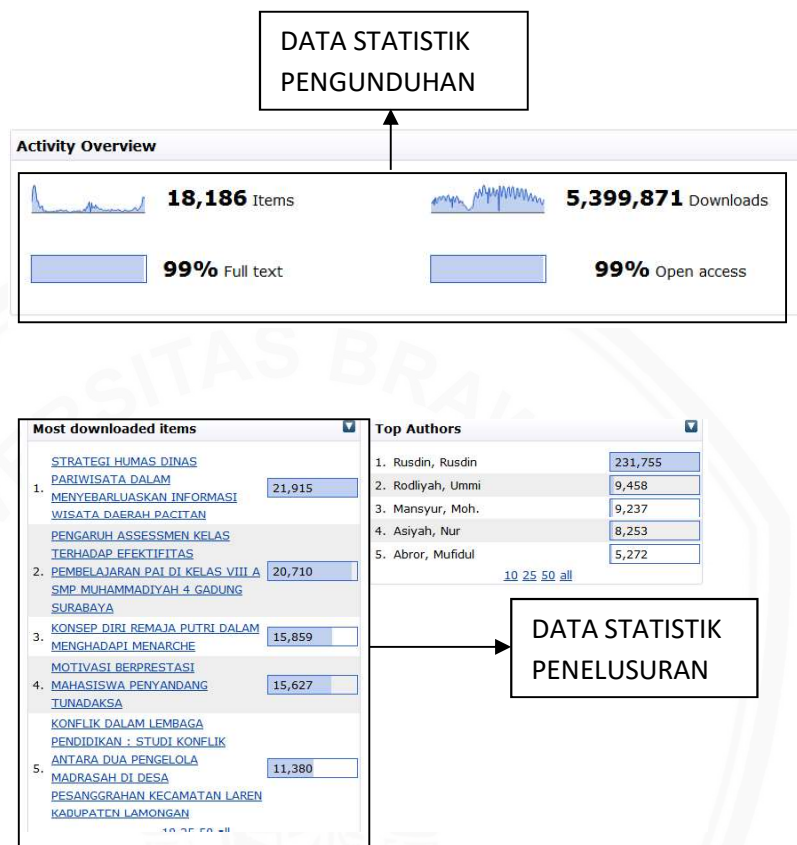 DATA STATISTIK
PENGUNDUHAN
Activity Overview
18,186 Items
5,399,871 Downloads
99% Full text
99% Open access
Most downloaded items
1. STRATEGI HUMAS DINAS
PARIWISATA DALAM
MENYEBARLUASKAN INFORMASI
WISATA DAERAH PACITAN
21,915
2. PENGARUH ASSESSMEN KELAS
TERHADAP EFEKTIFITAS
PEMBELAJARAN PAI DI KELAS VIII A
SMP MUHAMMADIYAH 4 GADUNG
SURABAYA
20,710
3. KONSEP DIRI REMAJA PUTRI DALAM
MENGHADAPI MENARCHE
15,859
4. MOTIVASI BERPRESTASI
MAHASISWA PENYANDANG
TUNADAKSA
15,627
5. KONFLIK DALAM LEMBAGA
PENDIDIKAN : STUDI KONFLIK
ANTARA DUA PENGELOLA
MADRASAH DI DESA
PESANGGRAHAN KECAMATAN LAREN
KABUPATEN LAMONGAN
11,380
10 25 50 all
Top Authors
1. Rusdin, Rusdin 231,755
2. Rodliyah, Ummi 9,458
3. Mansyur, Moh. 9,237
4. Asiyah, Nur 8,253
5. Abror, Mufidul 5,272
10 25 50 all
DATA STATISTIK
PENELUSURAN